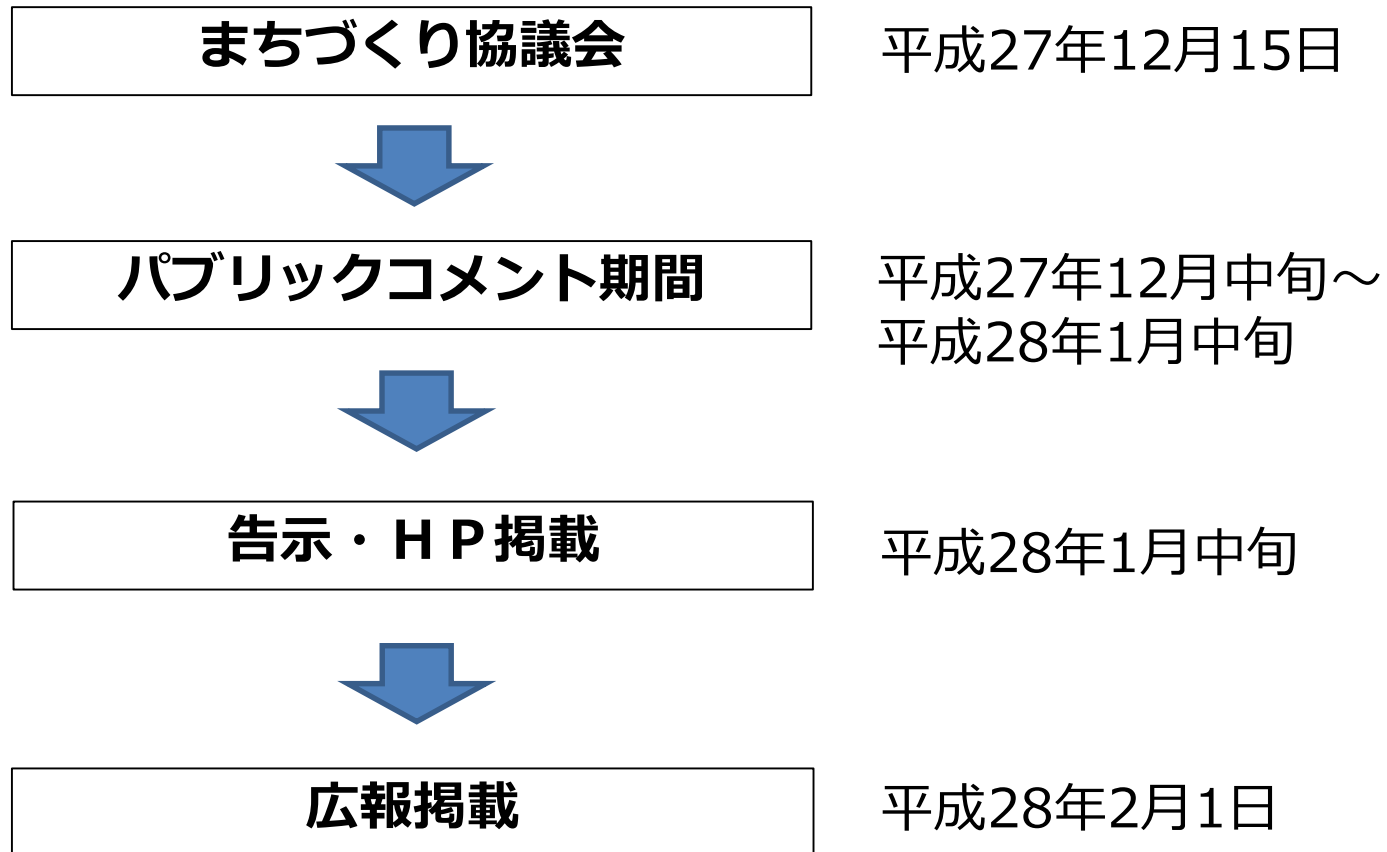 まちづくり協議会
平成27年12月15日
パブリックコメント期間
平成27年12月中旬～
平成28年1月中旬
告示・ＨＰ掲載
平成28年1月中旬
広報掲載
平成28年2月1日